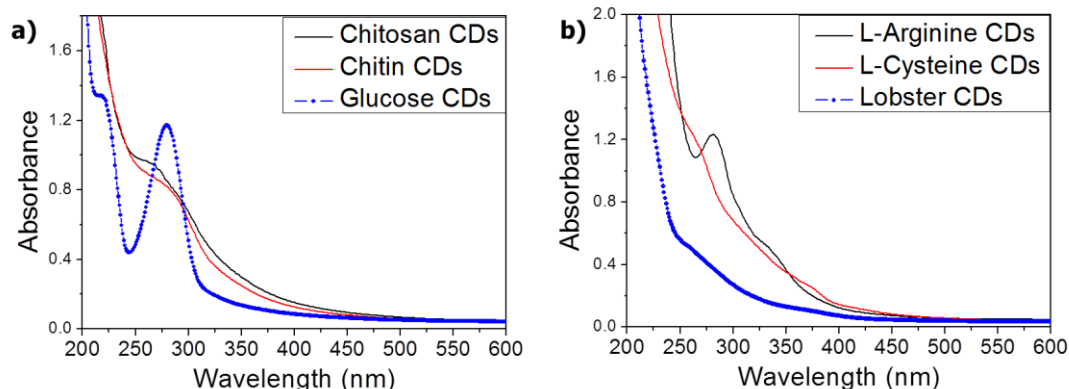 a)
Chitosan CDs
Chitin CDs
Glucose CDs
Absorbance
1.6
1.2
0.8
0.4
0.0
200 250 300 350 400 450 500 550 600
Wavelength (nm)
b)
L-Arginine CDs
L-Cysteine CDs
Lobster CDs
Absorbance
2.0
1.6
1.2
0.8
0.4
0.0
200 250 300 350 400 450 500 550 600
Wavelength (nm)